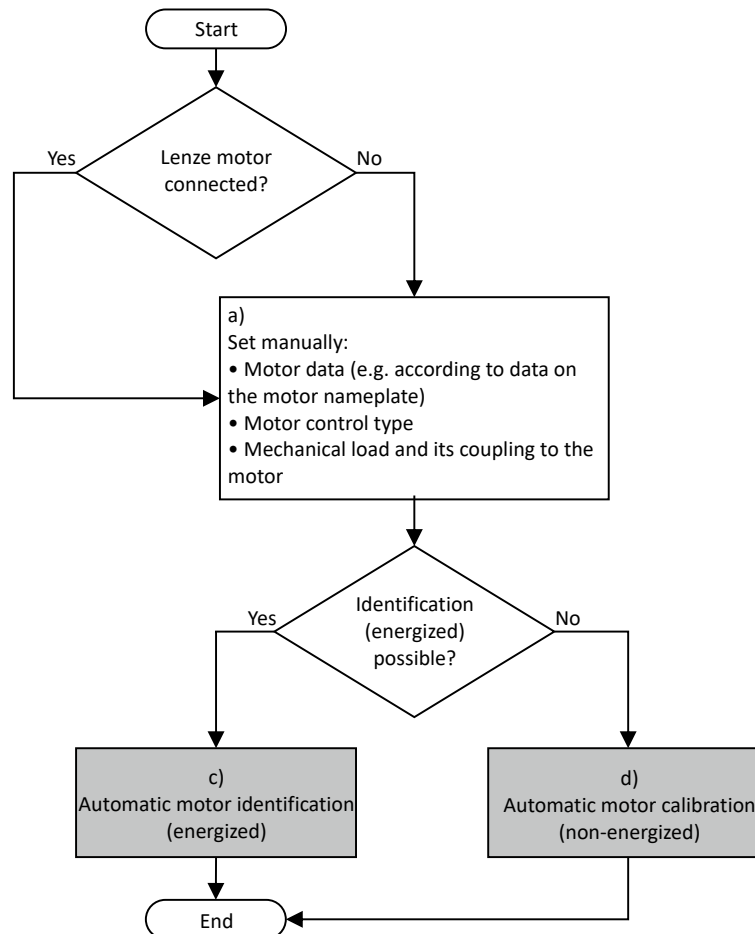 Start
Lenze motor
connected?
Yes
No
a)
Set manually:
• Motor data (e.g. according to data on
the motor nameplate)
• Motor control type
• Mechanical load and its coupling to the
motor
Identification
(energized)
possible?
Yes
No
c)
Automatic motor identification
(energized)
d)
Automatic motor calibration
(non-energized)
End